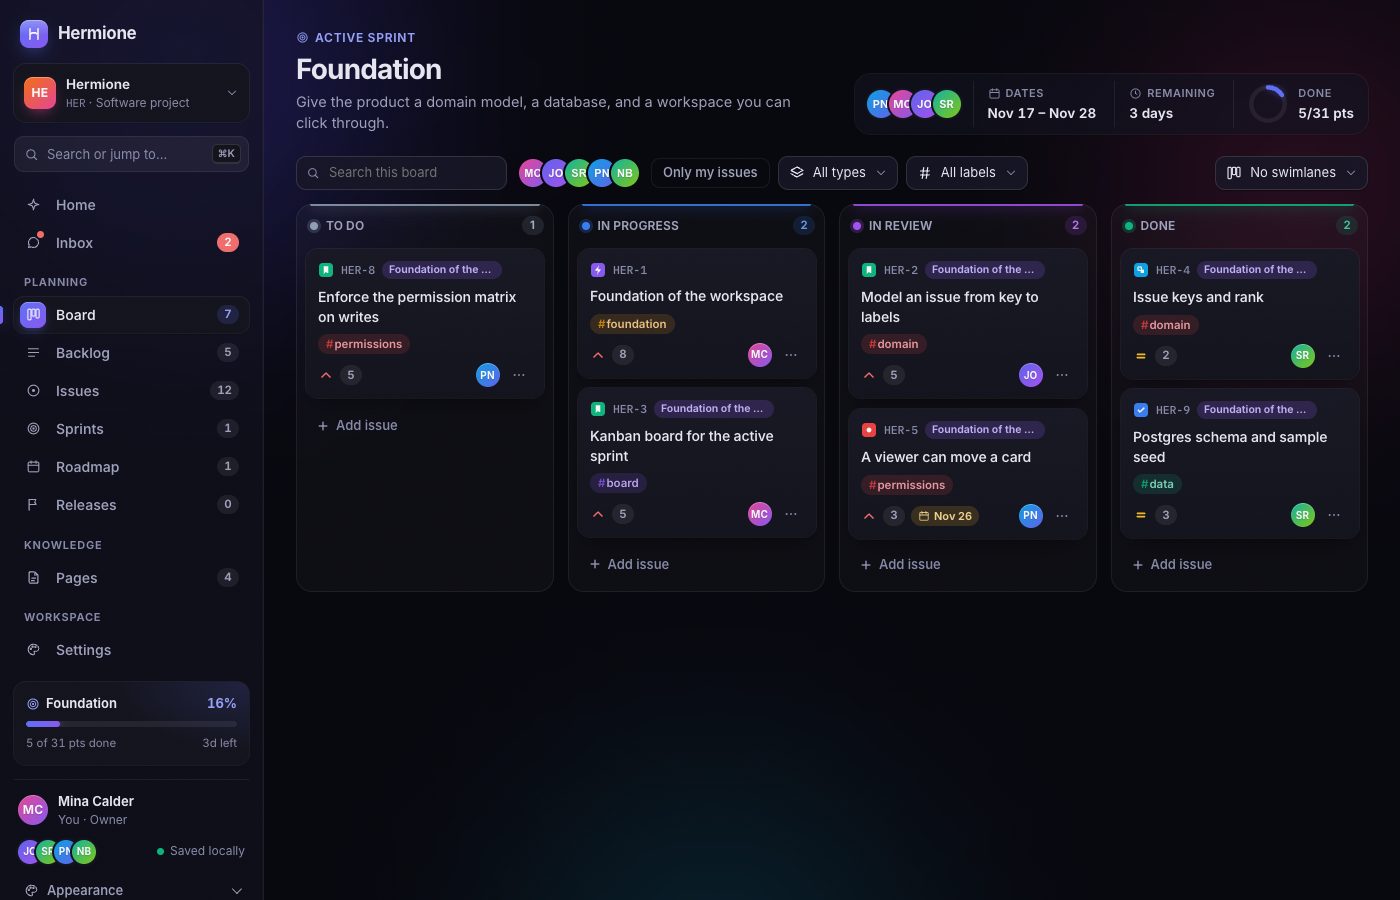 Hermione
HE
Hermione
HER · Software project
Search or jump to...
⌘K
Home
Inbox
2
PLANNING
Board
7
Backlog
5
Issues
12
Sprints
1
Roadmap
1
Releases
0
KNOWLEDGE
Pages
4
WORKSPACE
Settings
Foundation
16%
5 of 31 pts done
3d left
MC
Mina Calder
You · Owner
NB
Saved locally
Appearance
ACTIVE SPRINT
Foundation
Give the product a domain model, a database, and a workspace you can
click through.
SR
DATES
Nov 17 – Nov 28
REMAINING
3 days
DONE
5/31 pts
Search this board
NB
Only my issues
All types
All labels
No swimlanes
TO DO
1
HER-8
Foundation of the ...
Enforce the permission matrix
on writes
#permissions
5
PN
Add issue
IN PROGRESS
2
HER-1
Foundation of the workspace
#foundation
8
MC
HER-3
Foundation of the ...
Kanban board for the active
sprint
#board
5
MC
Add issue
IN REVIEW
2
HER-2
Foundation of the ...
Model an issue from key to
labels
#domain
5
JO
HER-5
Foundation of the ...
A viewer can move a card
#permissions
3
Nov 26
PN
Add issue
DONE
2
HER-4
Foundation of the ...
Issue keys and rank
#domain
2
SR
HER-9
Foundation of the ...
Postgres schema and sample
seed
#data
3
SR
Add issue